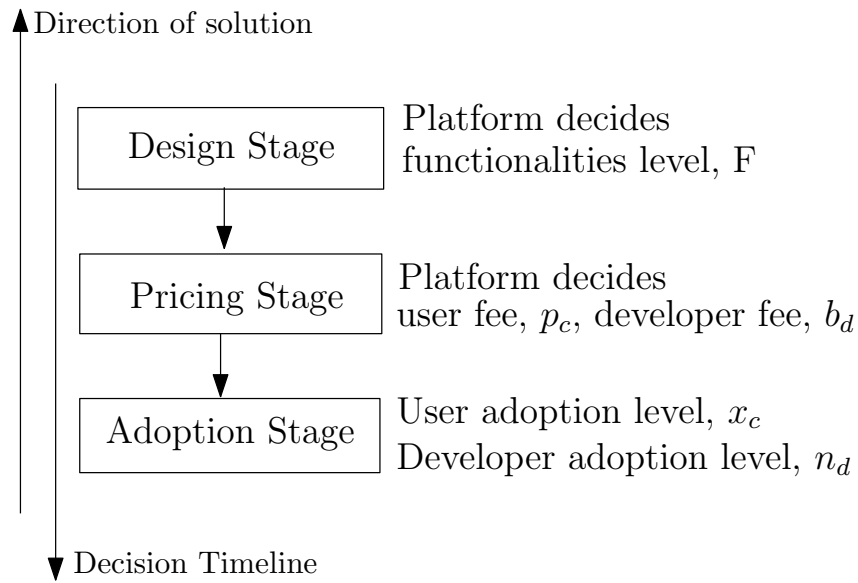 Direction of solution
Design Stage
Platform decides
functionalities level, F
Pricing Stage
Platform decides
user fee, p_c, developer fee, b_d
Adoption Stage
User adoption level, x_c
Developer adoption level, n_d
Decision Timeline